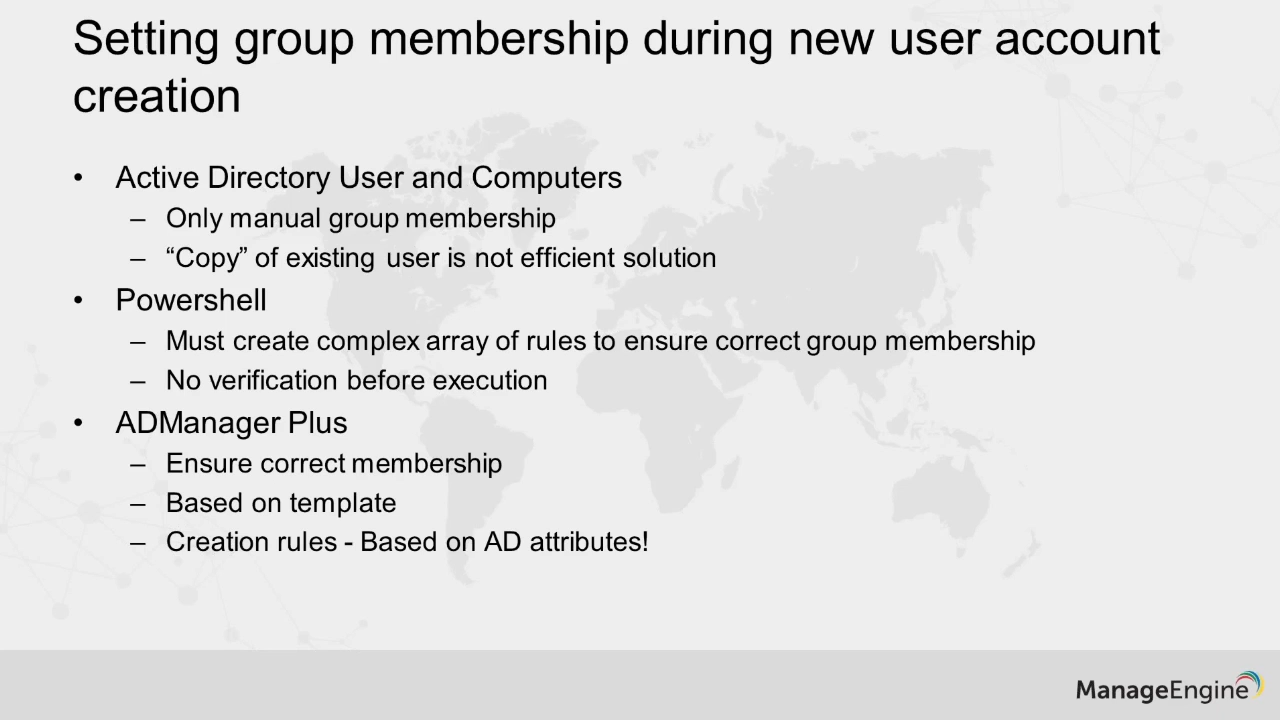 Setting group membership during new user account
creation
• Active Directory User and Computers
– Only manual group membership
– “Copy” of existing user is not efficient solution
• Powershell
– Must create complex array of rules to ensure correct group membership
– No verification before execution
• ADManager Plus
– Ensure correct membership
– Based on template
– Creation rules - Based on AD attributes!
ManageEngine